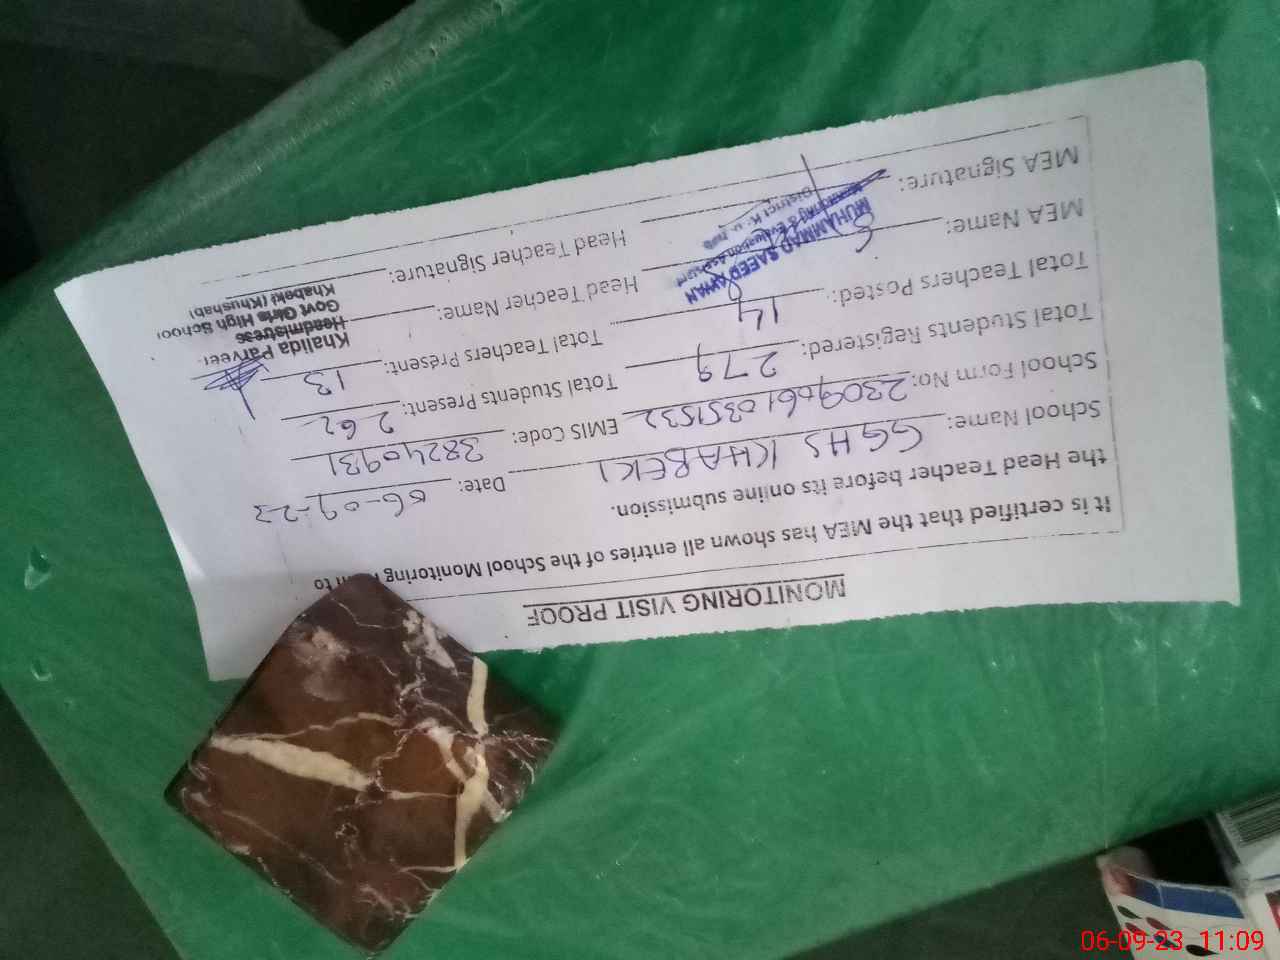 MONITORING VISIT PROOF
It is certified that the MEA has shown all entries of the School Monitoring to
the Head Teacher before its online submission.
School Name: GGHS KHABEKI Date: 06-09-23
School Form No: 23090610351532 EMIS Code: 38240931
Total Students Registered: 279 Total Students Present: 262
Total Teachers Posted: 14 Total Teachers Present: 13
MEA Name: MUHAMMAD SAEED Head Teacher Name: Khalida Parveen
Headmistress
Govt Girls High School
Khabeki (Khushab)
MEA Signature: Head Teacher Signature:
06-09-23 11:09